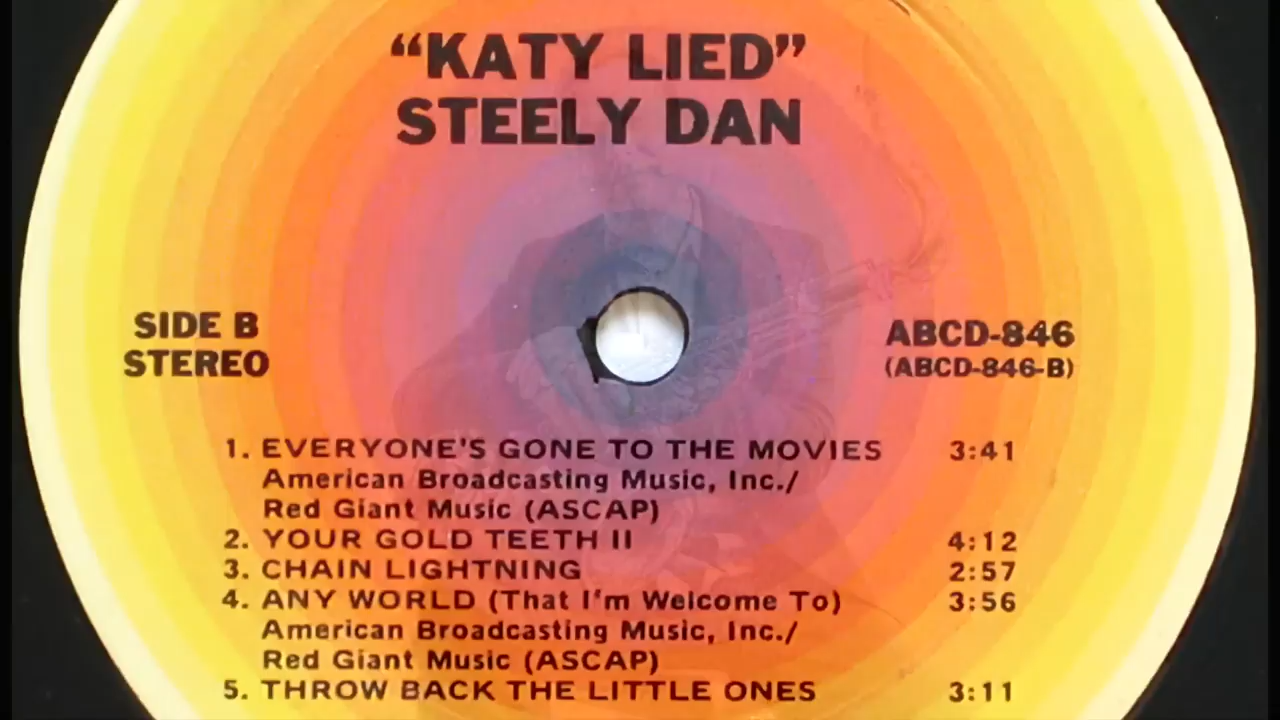 “KATY LIED”
STEELY DAN
SIDE B
STEREO
ABCD-846
(ABCD-846-B)
1. EVERYONE'S GONE TO THE MOVIES 3:41
American Broadcasting Music, Inc./
Red Giant Music (ASCAP)
2. YOUR GOLD TEETH II 4:12
3. CHAIN LIGHTNING 2:57
4. ANY WORLD (That I'm Welcome To) 3:56
American Broadcasting Music, Inc./
Red Giant Music (ASCAP)
5. THROW BACK THE LITTLE ONES 3:11